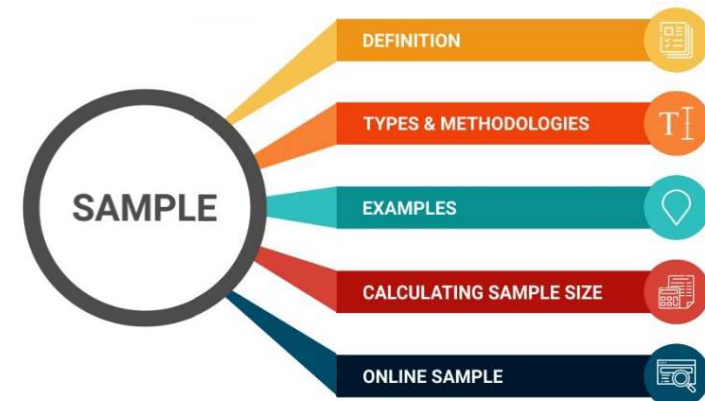 SAMPLE
DEFINITION
TYPES & METHODOLOGIES
T
EXAMPLES
CALCULATING SAMPLE SIZE
ONLINE SAMPLE